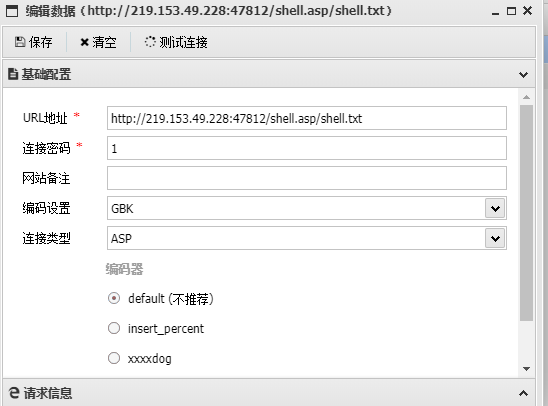 编辑数据 (http://219.153.49.228:47812/shell.asp/shell.txt)
保存 清空 测试连接
基础配置
URL地址 * http://219.153.49.228:47812/shell.asp/shell.txt
连接密码 * 1
网站备注
编码设置 GBK
连接类型 ASP
编码器
default (不推荐)
insert_percent
xxxxdog
请求信息